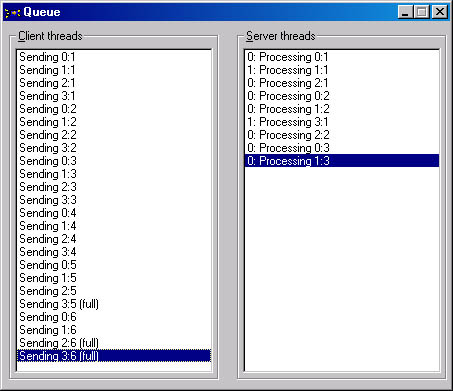 Queue
Client threads
Sending 0:1
Sending 1:1
Sending 2:1
Sending 3:1
Sending 0:2
Sending 1:2
Sending 2:2
Sending 3:2
Sending 0:3
Sending 1:3
Sending 2:3
Sending 3:3
Sending 0:4
Sending 1:4
Sending 2:4
Sending 3:4
Sending 0:5
Sending 1:5
Sending 2:5
Sending 3:5 (full)
Sending 0:6
Sending 1:6
Sending 2:6 (full)
Sending 3:6 (full)
Server threads
0: Processing 0:1
1: Processing 1:1
0: Processing 2:1
0: Processing 0:2
0: Processing 1:2
1: Processing 3:1
0: Processing 2:2
0: Processing 0:3
0: Processing 1:3